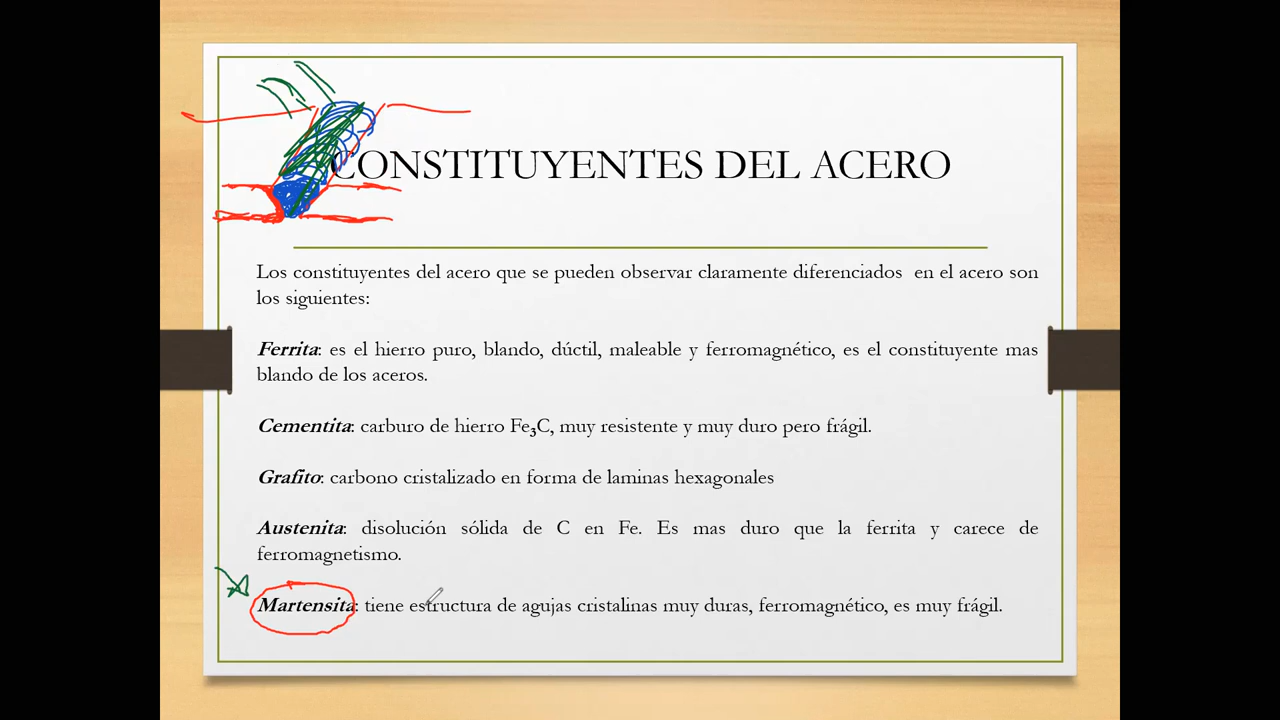 CONSTITUYENTES DEL ACERO
Los constituyentes del acero que se pueden observar claramente diferenciados en el acero son
los siguientes:
Ferrita: es el hierro puro, blando, dúctil, maleable y ferromagnético, es el constituyente mas
blando de los aceros.
Cementita: carburo de hierro Fe₃C, muy resistente y muy duro pero frágil.
Grafito: carbono cristalizado en forma de laminas hexagonales
Austenita: disolución sólida de C en Fe. Es mas duro que la ferrita y carece de
ferromagnetismo.
Martensita: tiene estructura de agujas cristalinas muy duras, ferromagnético, es muy frágil.